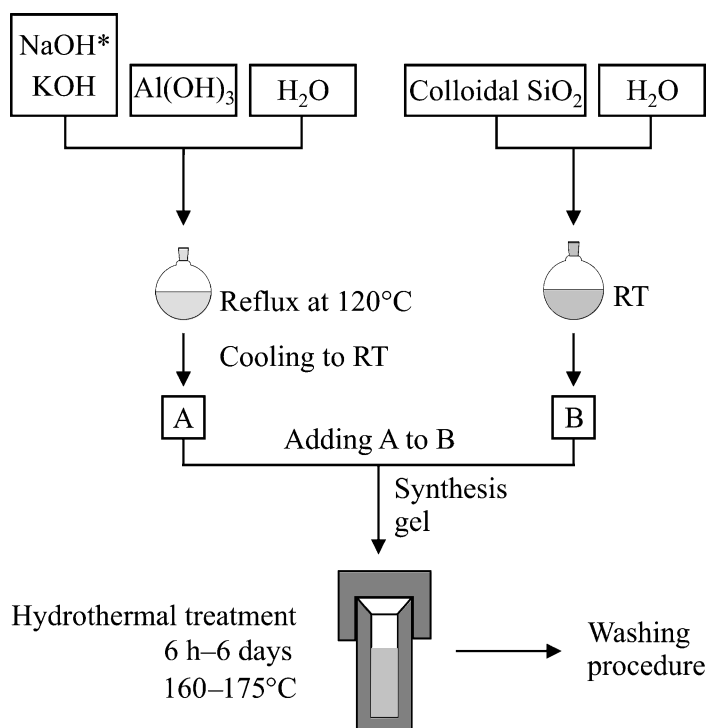 NaOH*
KOH
Al(OH)₃
H₂O
Colloidal SiO₂
H₂O
Reflux at 120°C
RT
Cooling to RT
A
B
Adding A to B
Synthesis
gel
Hydrothermal treatment
6 h–6 days
160–175°C
Washing
procedure